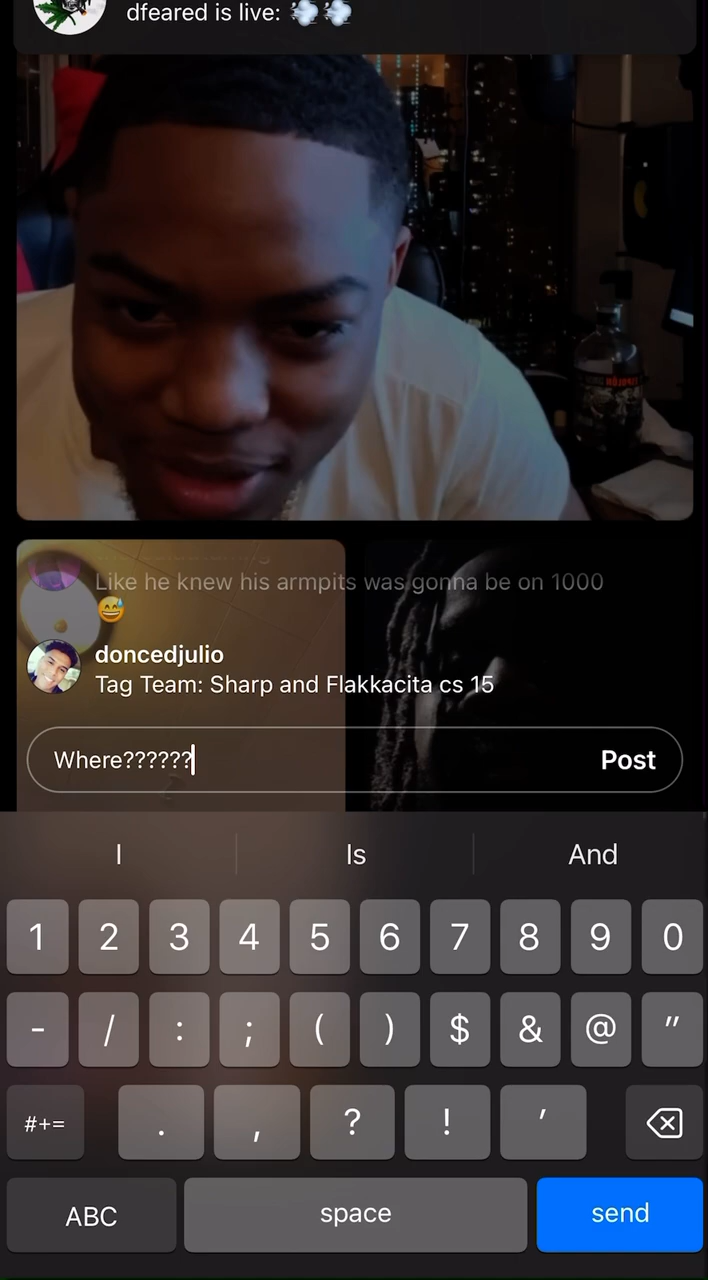 dfeared is live: 💨💨
Like he knew his armpits was gonna be on 1000
😅
doncedjulio
Tag Team: Sharp and Flakkacita cs 15
Where??????
Post
I
Is
And
1 2 3 4 5 6 7 8 9 0
- / : ; ( ) $ & @ "
#+= . , ? ! '
ABC space send